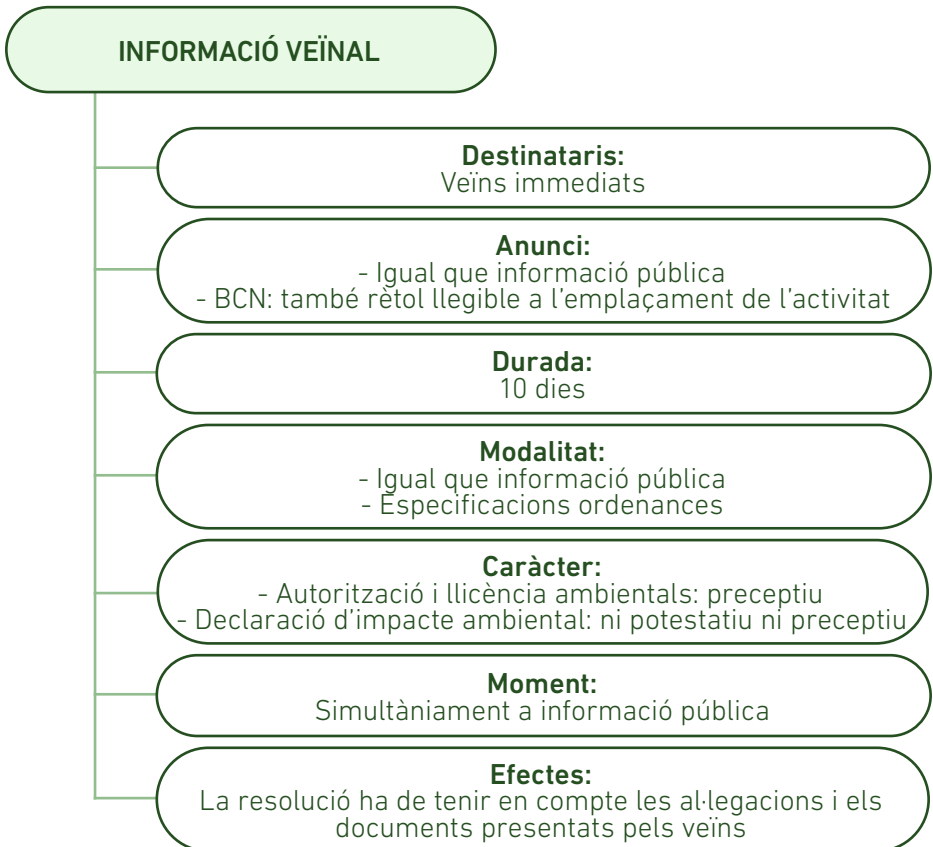 INFORMACIÓ VEÏNAL
Destinataris:
Veïns immediats
Anunci:
- Igual que informació pública
- BCN: també rètol llegible a l'emplaçament de l'activitat
Durada:
10 dies
Modalitat:
- Igual que informació pública
- Especificacions ordenances
Caràcter:
- Autorització i llicència ambientals: preceptiu
- Declaració d'impacte ambiental: ni potestatiu ni preceptiu
Moment:
Simultàniament a informació pública
Efectes:
La resolució ha de tenir en compte les al·legacions i els
documents presentats pels veïns